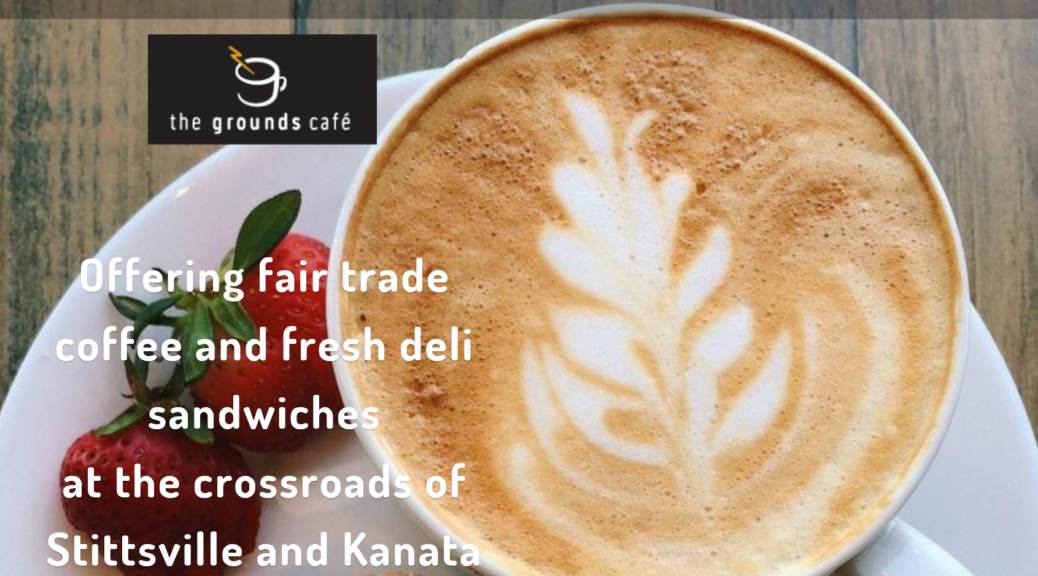 the grounds café
Offering fair trade
coffee and fresh deli
sandwiches
at the crossroads of
Stittsville and Kanata